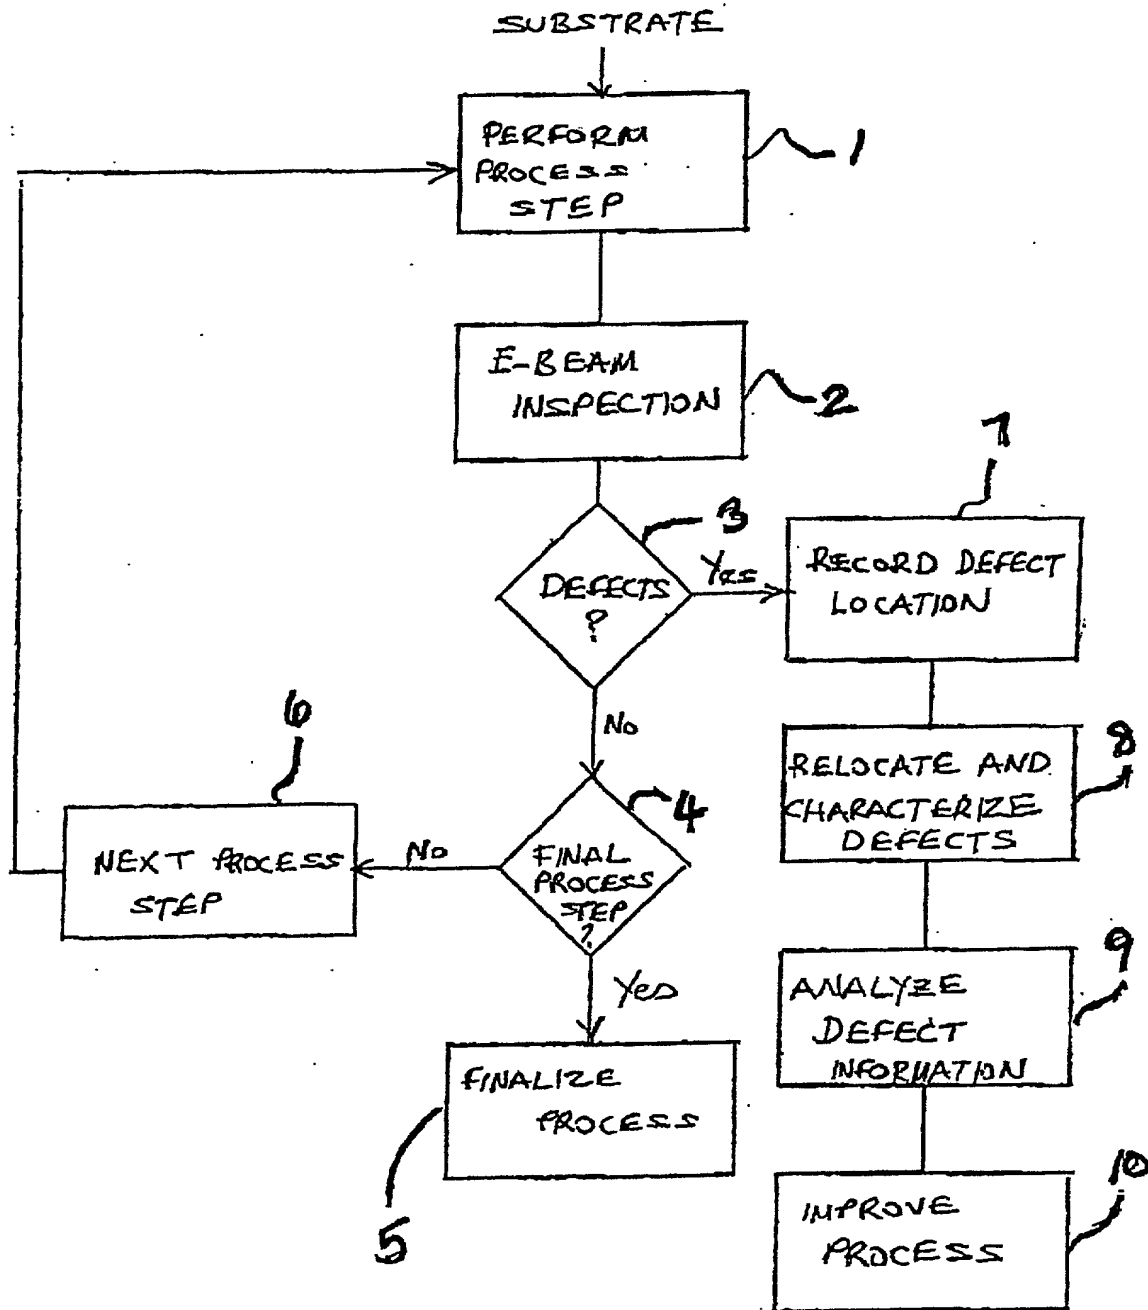 SUBSTRATE
PERFORM
PROCESS
STEP
1
E-BEAM
INSPECTION
2
3
DEFECTS
?
Yes
7
RECORD DEFECT
LOCATION
No
8
RELOCATE AND
CHARACTERIZE
DEFECTS
6
NEXT PROCESS
STEP
No
4
FINAL
PROCESS
STEP
?
Yes
9
ANALYZE
DEFECT
INFORMATION
FINALIZE
PROCESS
5
10
IMPROVE
PROCESS